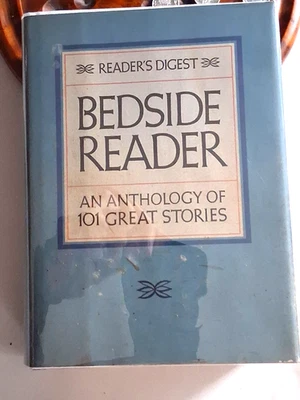 READER'S DIGEST
BEDSIDE
READER
AN ANTHOLOGY OF
101 GREAT STORIES